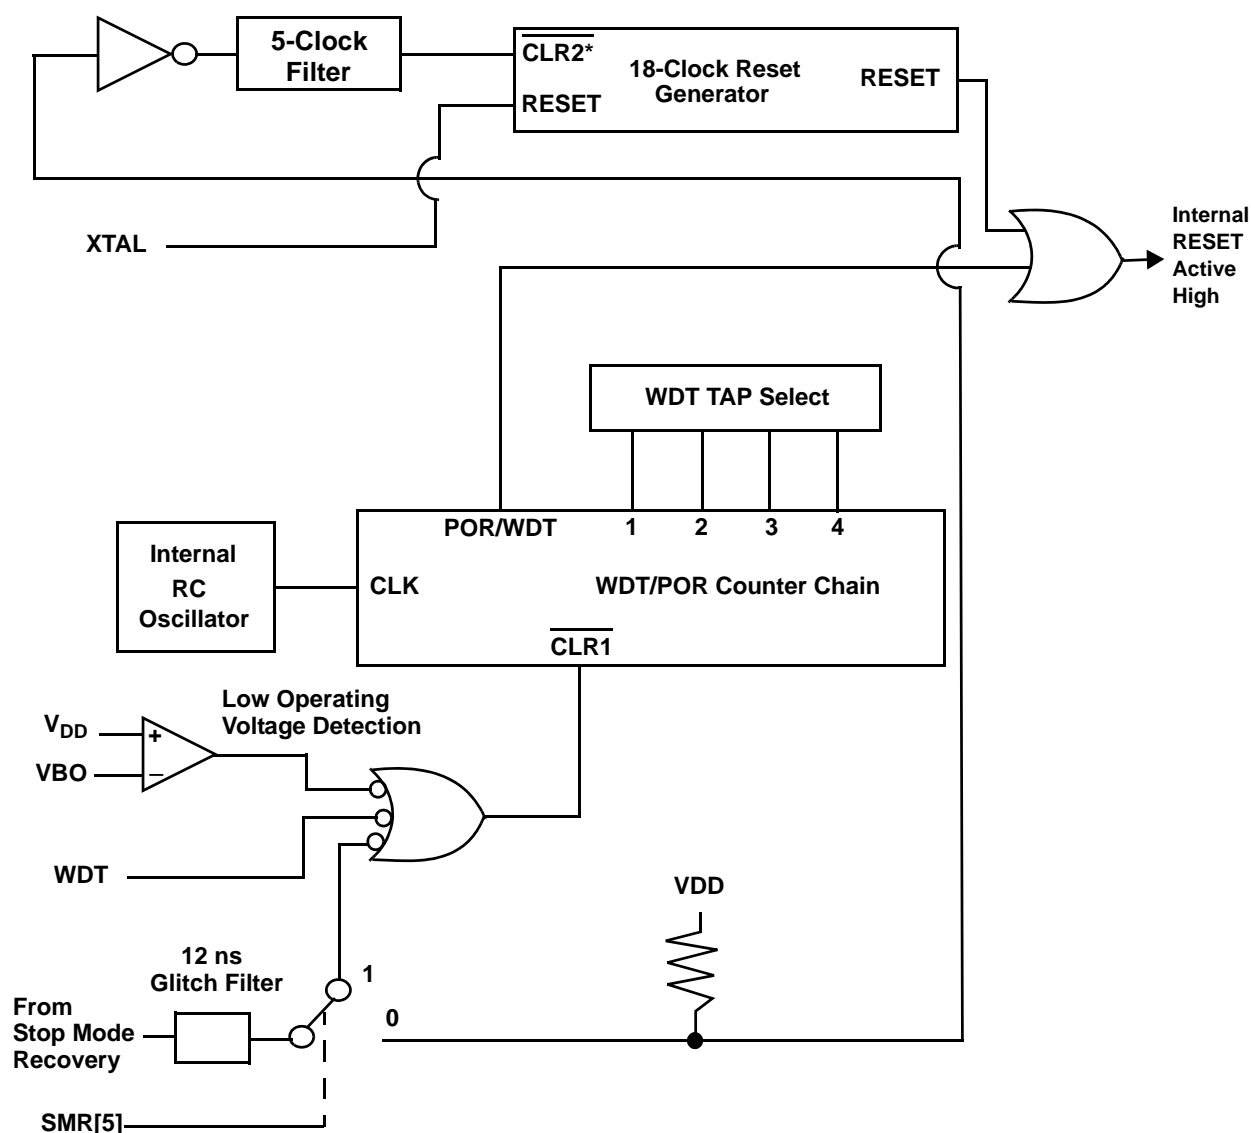 5-Clock
Filter
CLR2*
18-Clock Reset
Generator
RESET
RESET
XTAL
Internal
RESET
Active
High
WDT TAP Select
POR/WDT
1
2
3
4
Internal
RC
Oscillator
CLK
WDT/POR Counter Chain
CLR1
Low Operating
Voltage Detection
VDD
+
VBO
–
WDT
VDD
12 ns
Glitch Filter
1
From
Stop Mode
Recovery
0
SMR[5]